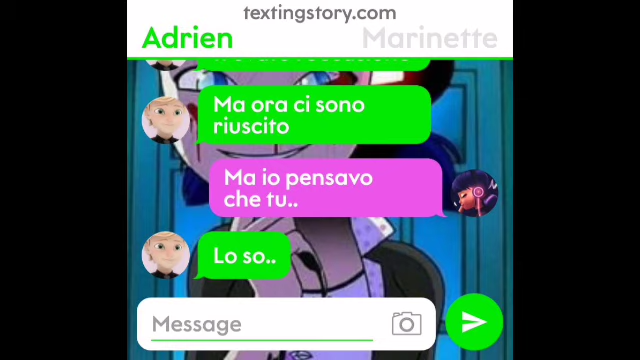 textingstory.com
Adrien
Marinette
Ma ora ci sono
riuscito
Ma io pensavo
che tu..
Lo so..
Message